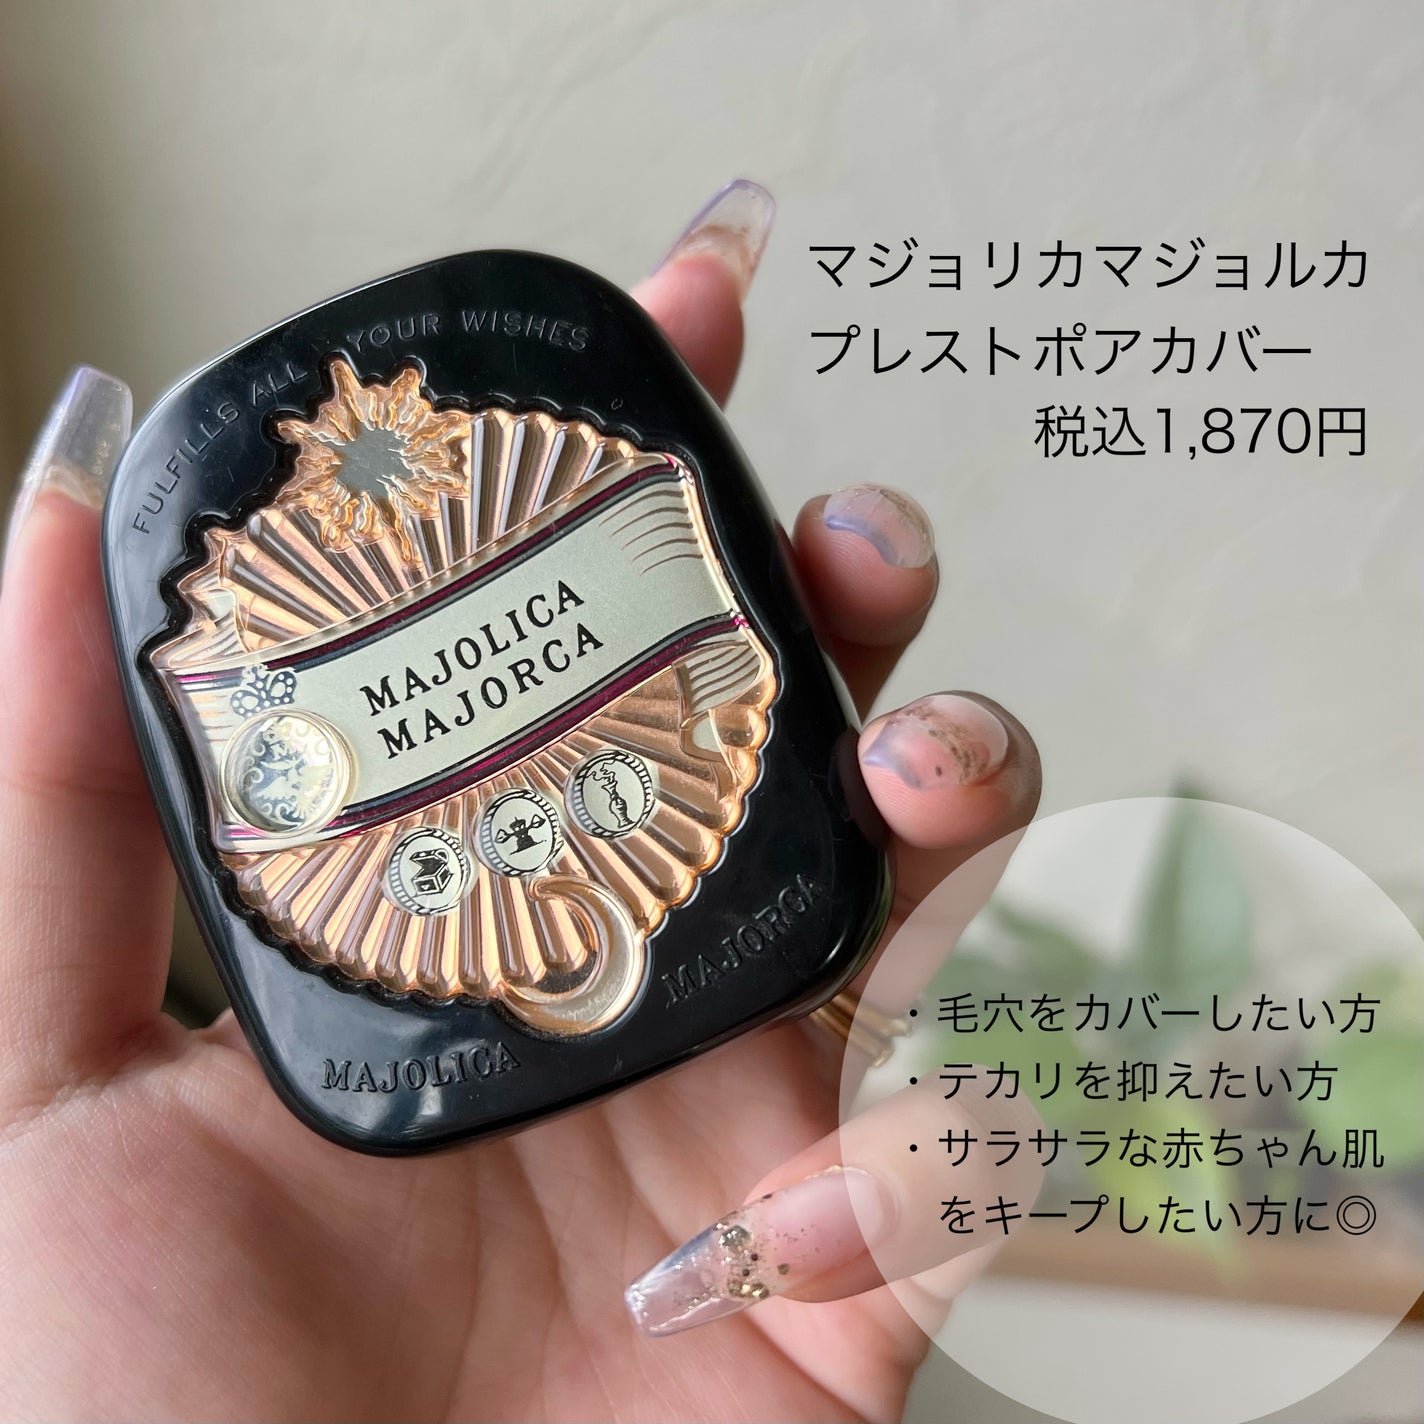 マジョリカマジョルカ
プレストポアカバー
税込1,870円
FULFILLS ALL YOUR WISHES
MAJOLICA
MAJORCA
MAJOLICA
MAJORCA
・毛穴をカバーしたい方
・テカリを抑えたい方
・サラサラな赤ちゃん肌
をキープしたい方に◎